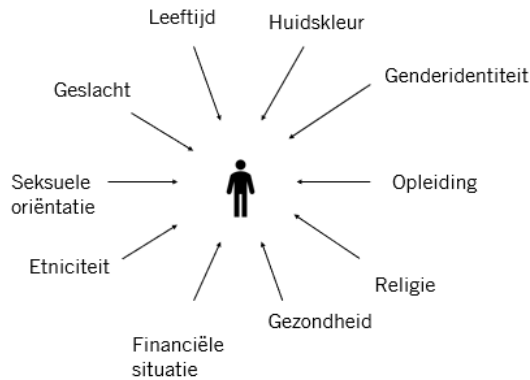 Leeftijd
Huidskleur
Genderidentiteit
Geslacht
Seksuele
oriëntatie
Opleiding
Etniciteit
Religie
Gezondheid
Financiële
situatie